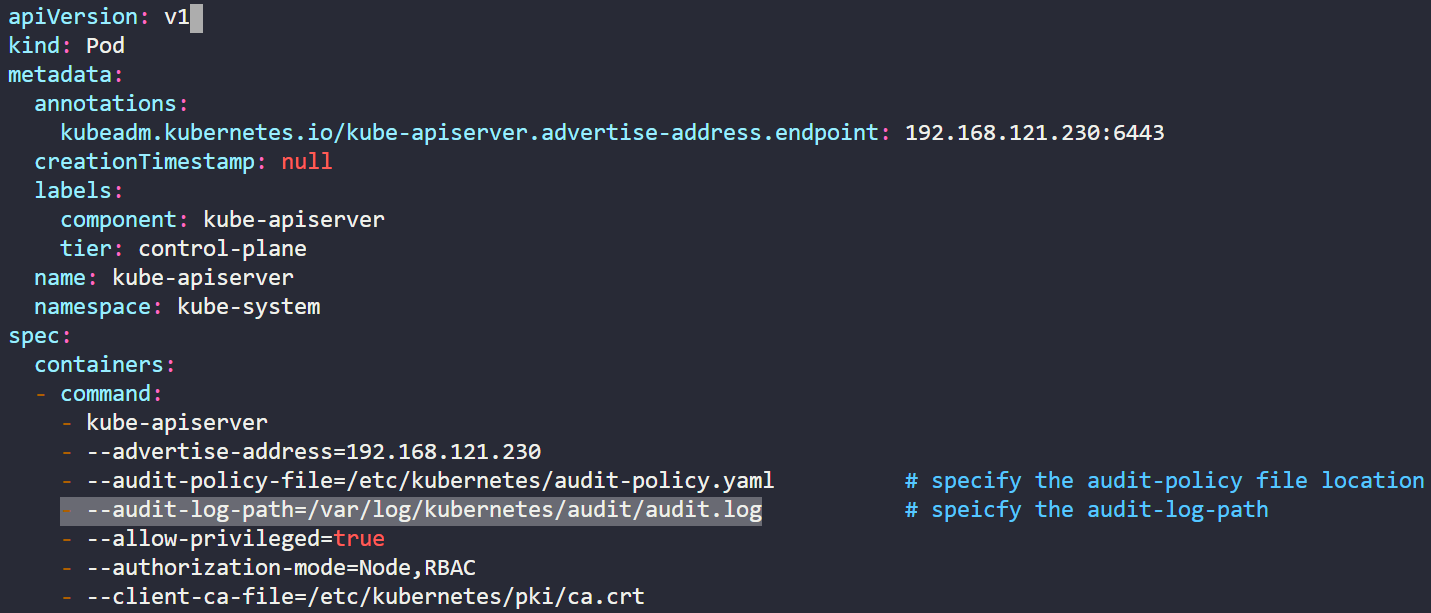 apiVersion: v1
kind: Pod
metadata:
  annotations:
    kubeadm.kubernetes.io/kube-apiserver.advertise-address.endpoint: 192.168.121.230:6443
  creationTimestamp: null
  labels:
    component: kube-apiserver
    tier: control-plane
  name: kube-apiserver
  namespace: kube-system
spec:
  containers:
  - command:
    - kube-apiserver
    - --advertise-address=192.168.121.230
    - --audit-policy-file=/etc/kubernetes/audit-policy.yaml          # specify the audit-policy file location
    - --audit-log-path=/var/log/kubernetes/audit/audit.log           # speicfy the audit-log-path
    - --allow-privileged=true
    - --authorization-mode=Node,RBAC
    - --client-ca-file=/etc/kubernetes/pki/ca.crt